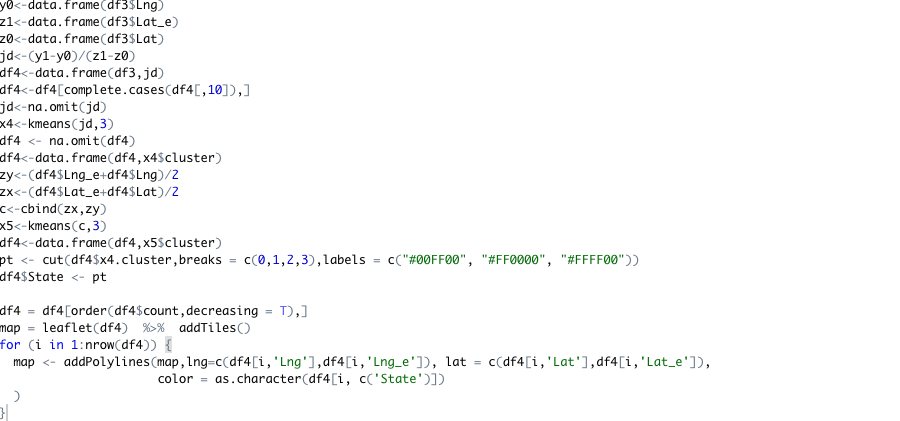 y0<-data.frame(df3$Lng)
z1<-data.frame(df3$Lat_e)
z0<-data.frame(df3$Lat)
jd<-(y1-y0)/(z1-z0)
df4<-data.frame(df3,jd)
df4<-df4[complete.cases(df4[,10]),]
jd<-na.omit(jd)
x4<-kmeans(jd,3)
df4 <- na.omit(df4)
df4<-data.frame(df4,x4$cluster)
zy<-(df4$Lng_e+df4$Lng)/2
zx<-(df4$Lat_e+df4$Lat)/2
c<-cbind(zx,zy)
x5<-kmeans(c,3)
df4<-data.frame(df4,x5$cluster)
pt <- cut(df4$x4.cluster,breaks = c(0,1,2,3),labels = c("#00FF00", "#FF0000", "#FFFF00"))
df4$State <- pt

df4 = df4[order(df4$count,decreasing = T),]
map = leaflet(df4)  %>%  addTiles()
for (i in 1:nrow(df4)) {
  map <- addPolylines(map,lng=c(df4[i,'Lng'],df4[i,'Lng_e']), lat = c(df4[i,'Lat'],df4[i,'Lat_e']),
                      color = as.character(df4[i, c('State')])
  )
}